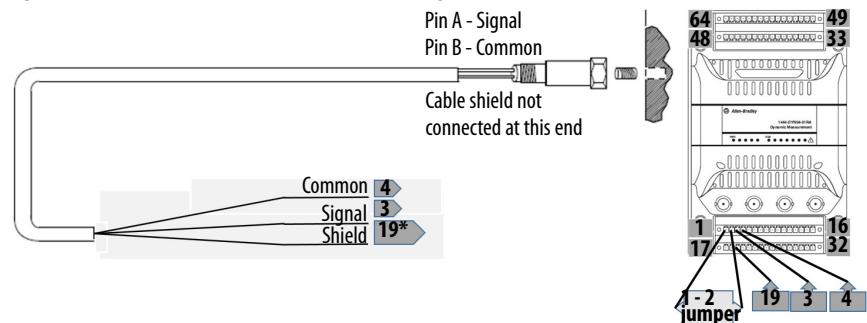 Pin A - Signal
Pin B - Common
Cable shield not
connected at this end
Common 4
Signal 3
Shield 19*
64 49
48 33
Allen-Bradley
Dynamic Measurement
1 16
17 32
1 - 2
jumper
19 3 4